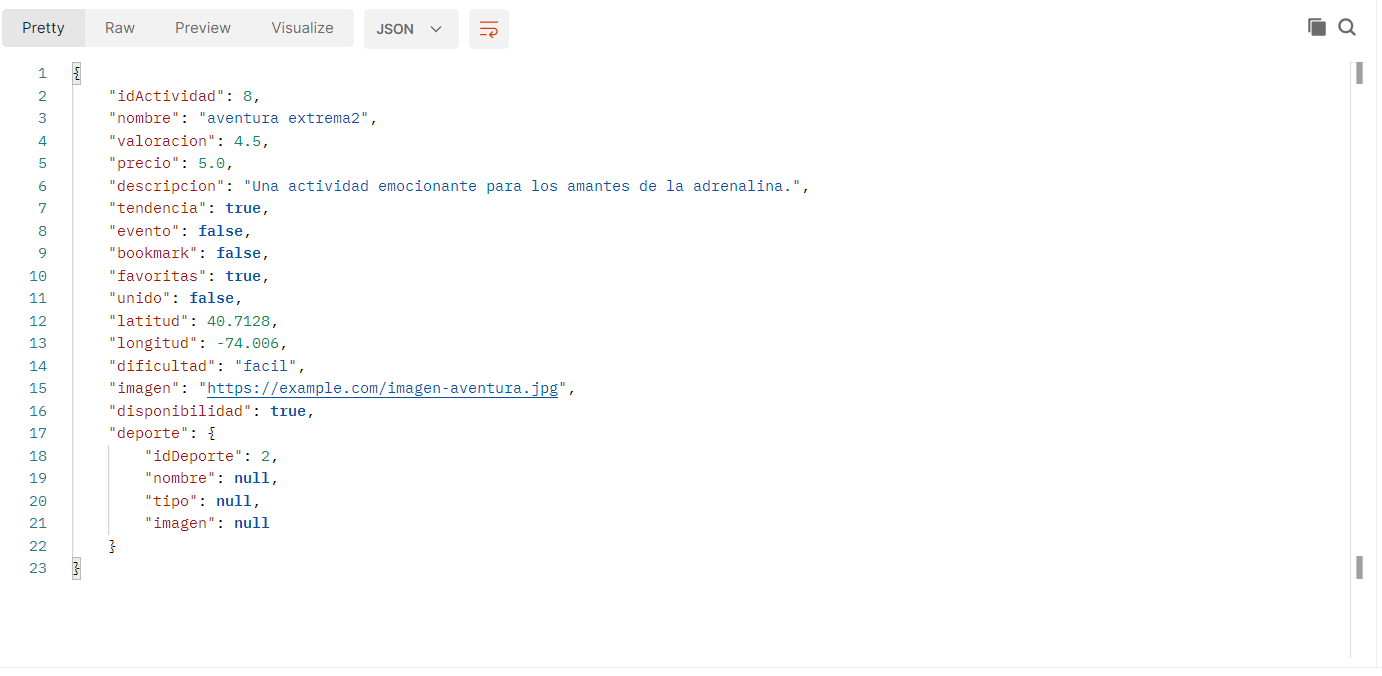 Pretty Raw Preview Visualize JSON
1 {
2 "idActividad": 8,
3 "nombre": "aventura extrema2",
4 "valoracion": 4.5,
5 "precio": 5.0,
6 "descripcion": "Una actividad emocionante para los amantes de la adrenalina.",
7 "tendencia": true,
8 "evento": false,
9 "bookmark": false,
10 "favoritas": true,
11 "unido": false,
12 "latitud": 40.7128,
13 "longitud": -74.006,
14 "dificultad": "facil",
15 "imagen": "https://example.com/imagen-aventura.jpg",
16 "disponibilidad": true,
17 "deporte": {
18 "idDeporte": 2,
19 "nombre": null,
20 "tipo": null,
21 "imagen": null
22 }
23 }